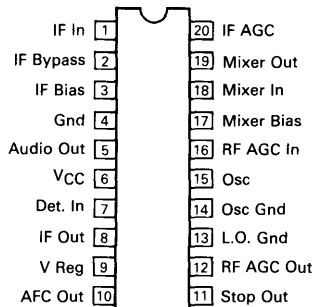 IF In 1 20 IF AGC
IF Bypass 2 19 Mixer Out
IF Bias 3 18 Mixer In
Gnd 4 17 Mixer Bias
Audio Out 5 16 RF AGC In
VCC 6 15 Osc
Det. In 7 14 Osc Gnd
IF Out 8 13 L.O. Gnd
V Reg 9 12 RF AGC Out
AFC Out 10 11 Stop Out